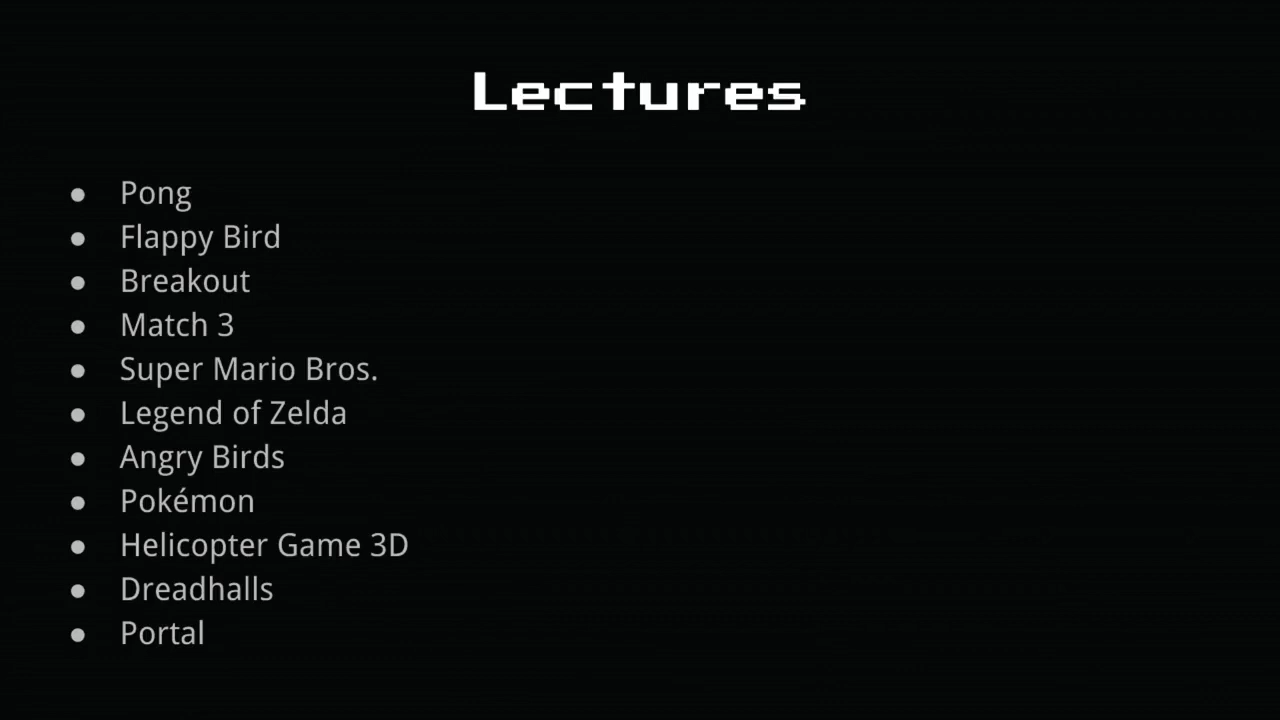 Lectures
● Pong
● Flappy Bird
● Breakout
● Match 3
● Super Mario Bros.
● Legend of Zelda
● Angry Birds
● Pokémon
● Helicopter Game 3D
● Dreadhalls
● Portal